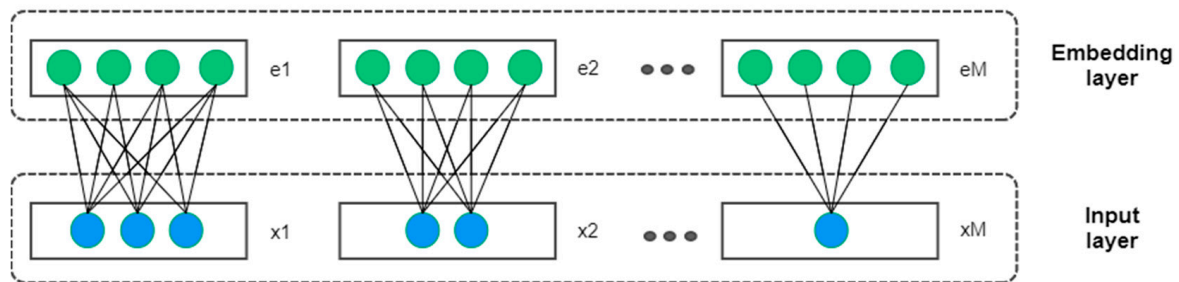 e1
e2
eM
Embedding
layer
x1
x2
xM
Input
layer